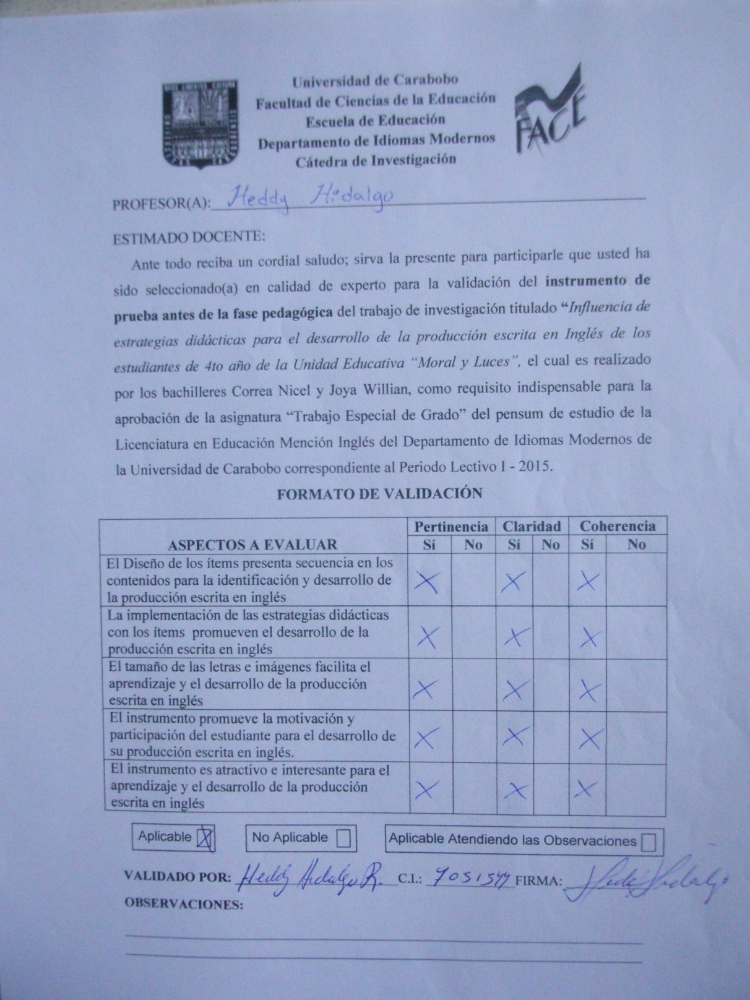 Universidad de Carabobo
Facultad de Ciencias de la Educación
Escuela de Educación
Departamento de Idiomas Modernos
Cátedra de Investigación
FACE
PROFESOR(A): Heddy Hidalgo
ESTIMADO DOCENTE:
Ante todo reciba un cordial saludo; sirva la presente para participarle que usted ha
sido seleccionado(a) en calidad de experto para la validación del instrumento de
prueba antes de la fase pedagógica del trabajo de investigación titulado “Influencia de
estrategias didácticas para el desarrollo de la producción escrita en Inglés de los
estudiantes de 4to año de la Unidad Educativa “Moral y Luces”, el cual es realizado
por los bachilleres Correa Nicel y Joya Willian, como requisito indispensable para la
aprobación de la asignatura “Trabajo Especial de Grado” del pensum de estudio de la
Licenciatura en Educación Mención Inglés del Departamento de Idiomas Modernos de
la Universidad de Carabobo correspondiente al Periodo Lectivo I - 2015.
FORMATO DE VALIDACIÓN
ASPECTOS A EVALUAR Pertinencia Claridad Coherencia
Sí No Sí No Sí No
El Diseño de los ítems presenta secuencia en los
contenidos para la identificación y desarrollo de
la producción escrita en inglés
X X X
La implementación de las estrategias didácticas
con los ítems promueven el desarrollo de la
producción escrita en inglés
X X X
El tamaño de las letras e imágenes facilita el
aprendizaje y el desarrollo de la producción
escrita en inglés
X X X
El instrumento promueve la motivación y
participación del estudiante para el desarrollo de
su producción escrita en inglés.
X X X
El instrumento es atractivo e interesante para el
aprendizaje y el desarrollo de la producción
escrita en inglés
X X X
Aplicable X No Aplicable Aplicable Atendiendo las Observaciones
VALIDADO POR: Heddy Hidalgo R. C.I.: FIRMA:
OBSERVACIONES: